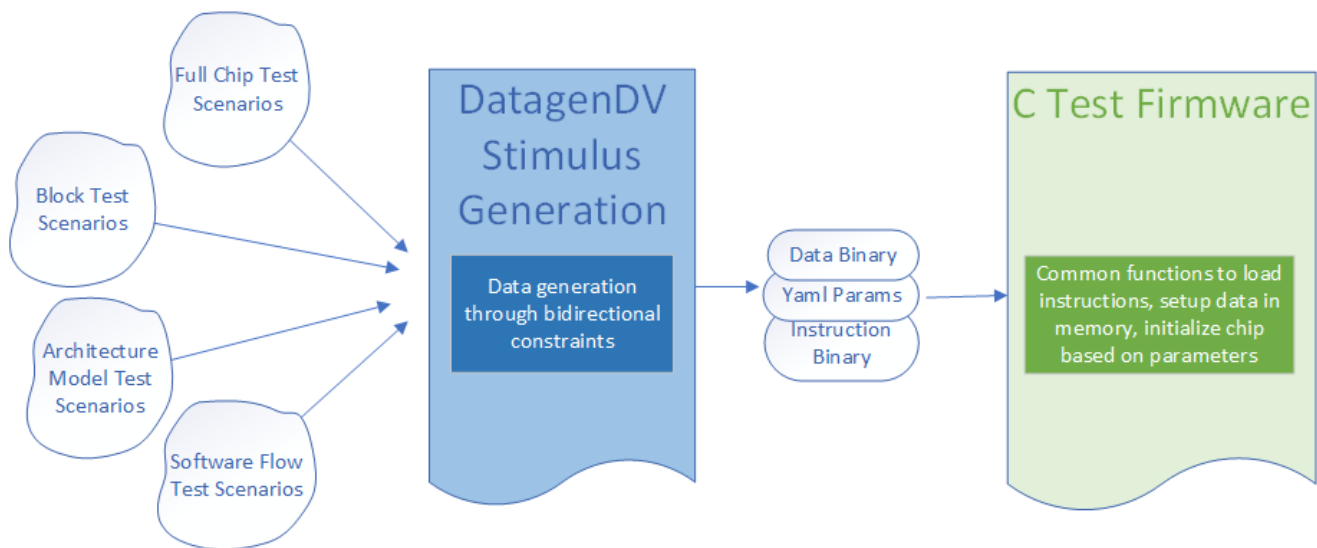 Full Chip Test
Scenarios
Block Test
Scenarios
Architecture
Model Test
Scenarios
Software Flow
Test Scenarios
DatagenDV
Stimulus
Generation
Data generation
through bidirectional
constraints
Data Binary
Yaml Params
Instruction
Binary
C Test Firmware
Common functions to load
instructions, setup data in
memory, initialize chip
based on parameters